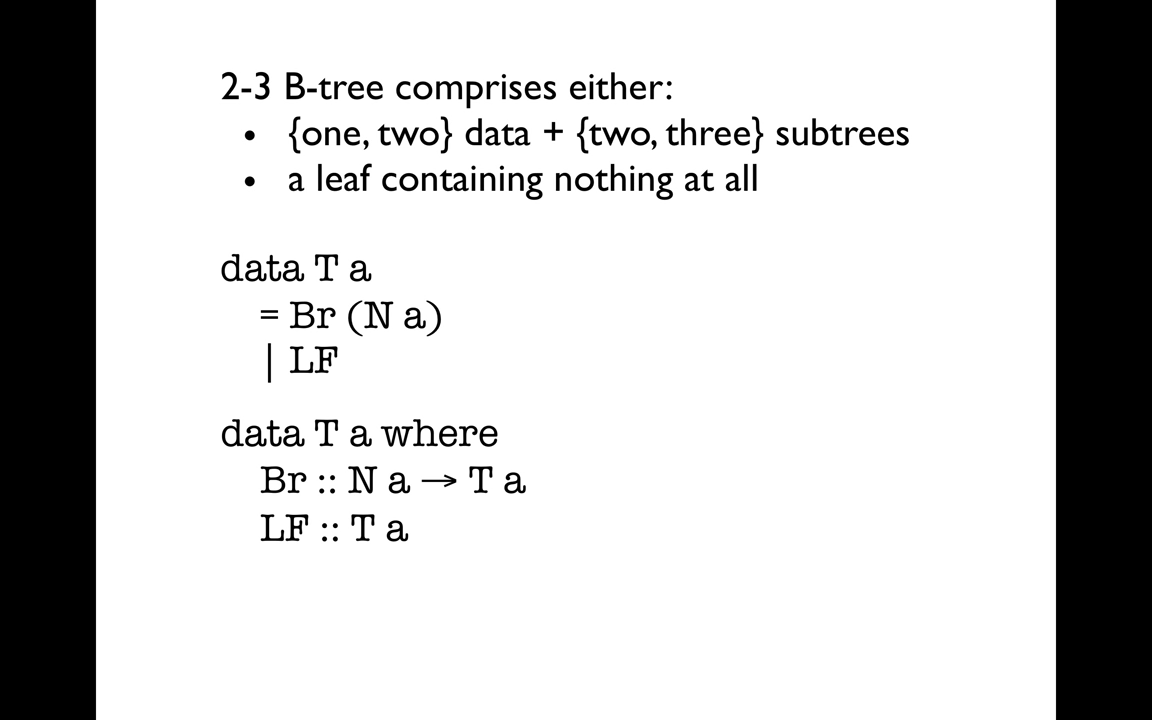 2-3 B-tree comprises either:
• {one, two} data + {two, three} subtrees
• a leaf containing nothing at all
data T a
= Br (N a)
| LF
data T a where
Br :: N a → T a
LF :: T a